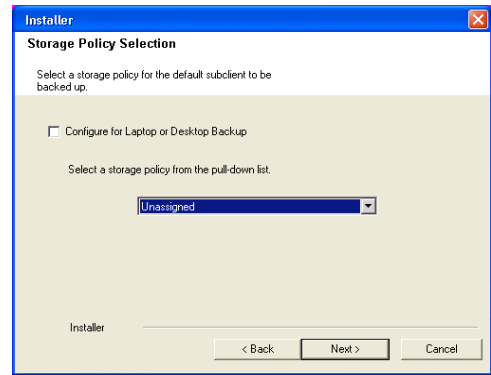 Installer
Storage Policy Selection
Select a storage policy for the default subclient to be
backed up.
Configure for Laptop or Desktop Backup
Select a storage policy from the pull-down list.
Unassigned
Installer
< Back
Next >
Cancel